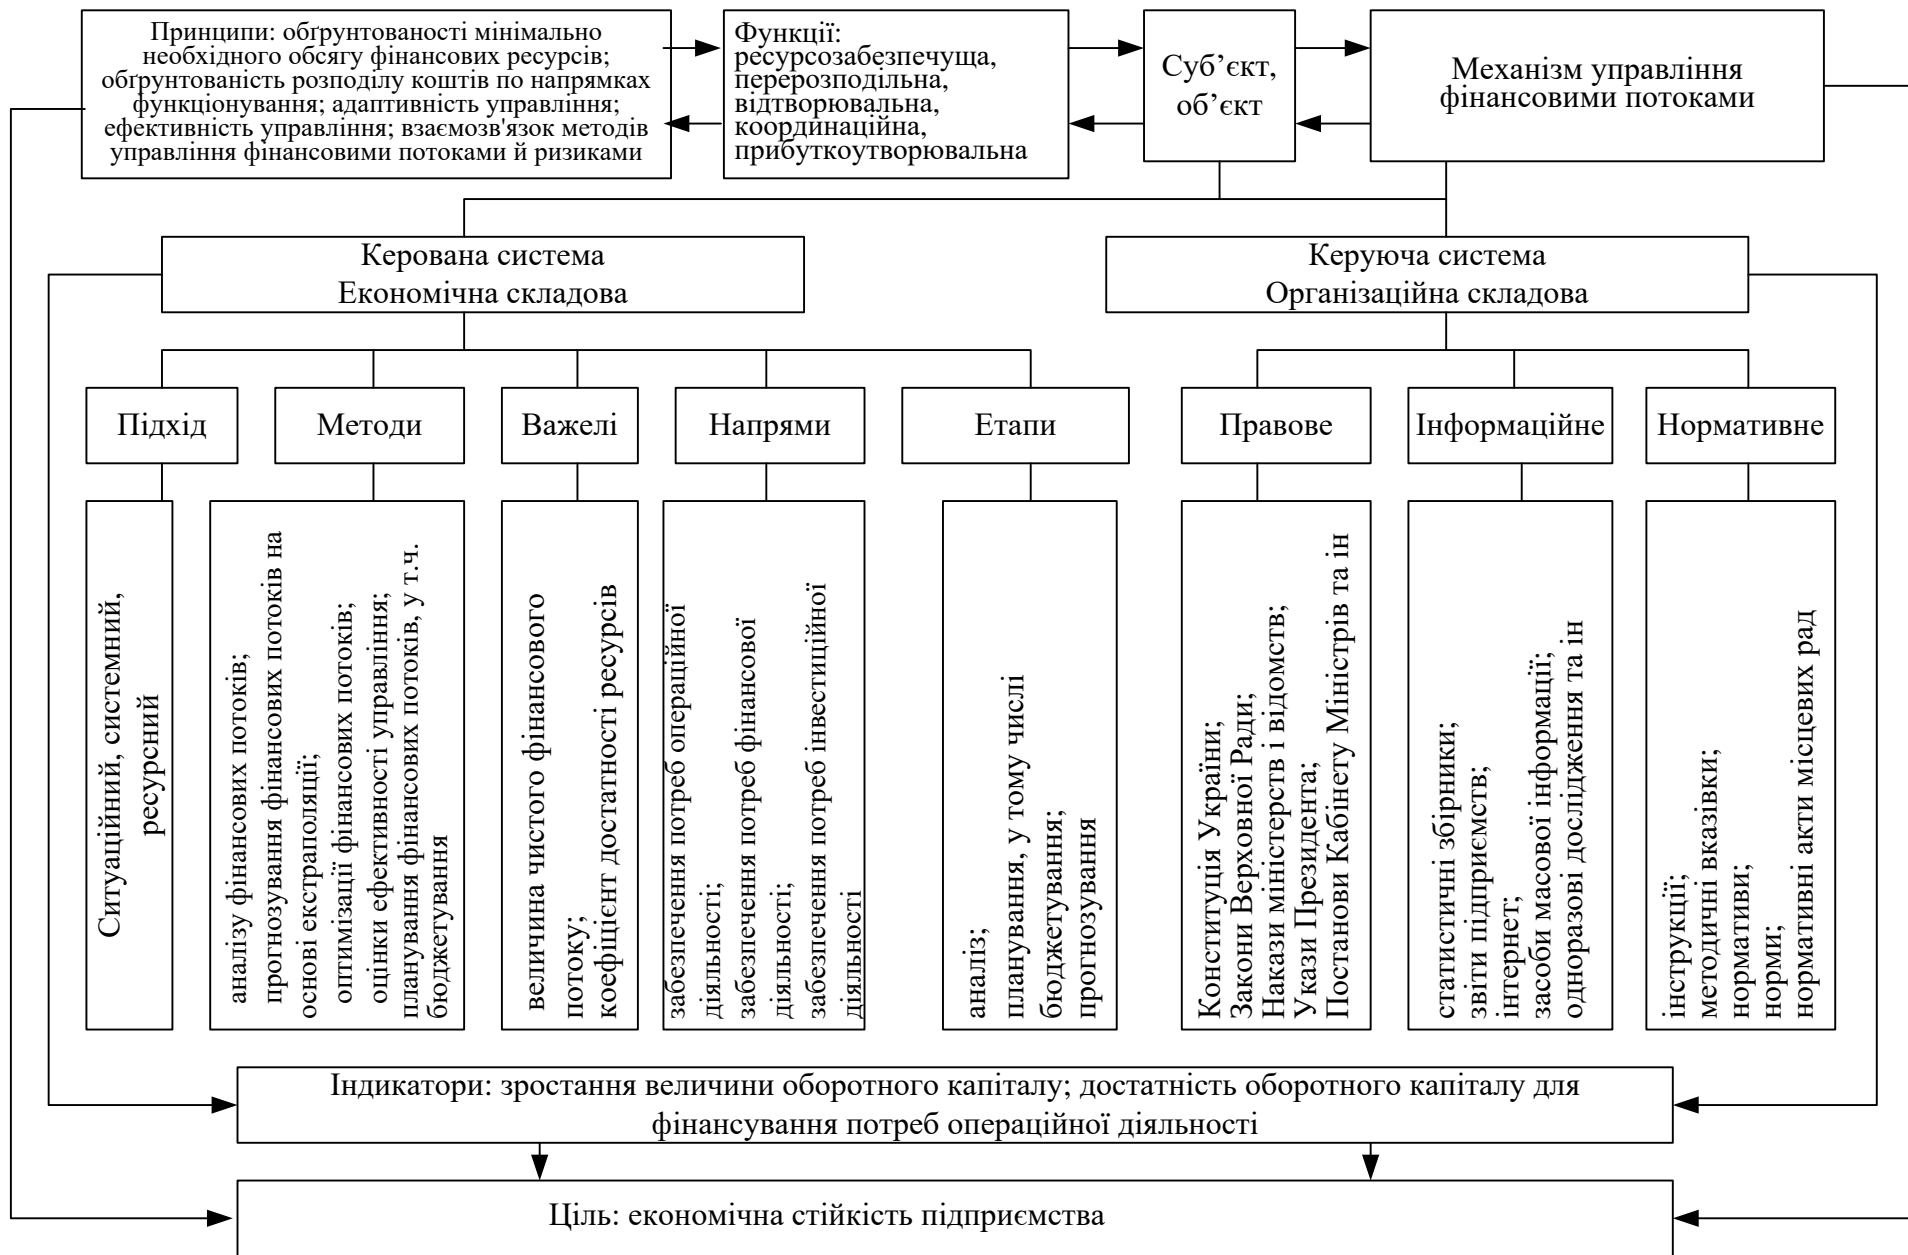 Принципи: обґрунтованості мінімально
необхідного обсягу фінансових ресурсів;
обґрунтованість розподілу коштів по напрямках
функціонування; адаптивність управління;
ефективність управління; взаємозв'язок методів
управління фінансовими потоками й ризиками
Функції:
ресурсозабезпечуща,
перерозподільна,
відтворювальна,
координаційна,
прибуткоутворювальна
Суб’єкт,
об’єкт
Механізм управління
фінансовими потоками
Керована система
Економічна складова
Керуюча система
Організаційна складова
Підхід
Методи
Важелі
Напрями
Етапи
Правове
Інформаційне
Нормативне
Ситуаційний, системний,
ресурсний
аналізу фінансових потоків;
прогнозування фінансових потоків на
основі екстраполяції;
оптимізації фінансових потоків;
оцінки ефективності управління;
планування фінансових потоків, у т.ч.
бюджетування
величина чистого фінансового
потоку;
коефіцієнт достатності ресурсів
забезпечення потреб операційної
діяльності;
забезпечення потреб фінансової
діяльності;
забезпечення потреб інвестиційної
діяльності
аналіз;
планування, у тому числі
бюджетування;
прогнозування
Конституція України;
Закони Верховної Ради;
Накази міністерств і відомств;
Укази Президента;
Постанови Кабінету Міністрів та ін
статистичні збірники;
звіти підприємств;
інтернет;
засоби масової інформації;
одноразові дослідження та ін
інструкції;
методичні вказівки;
нормативи;
норми;
нормативні акти місцевих рад
Індикатори: зростання величини оборотного капіталу; достатність оборотного капіталу для
фінансування потреб операційної діяльності
Ціль: економічна стійкість підприємства